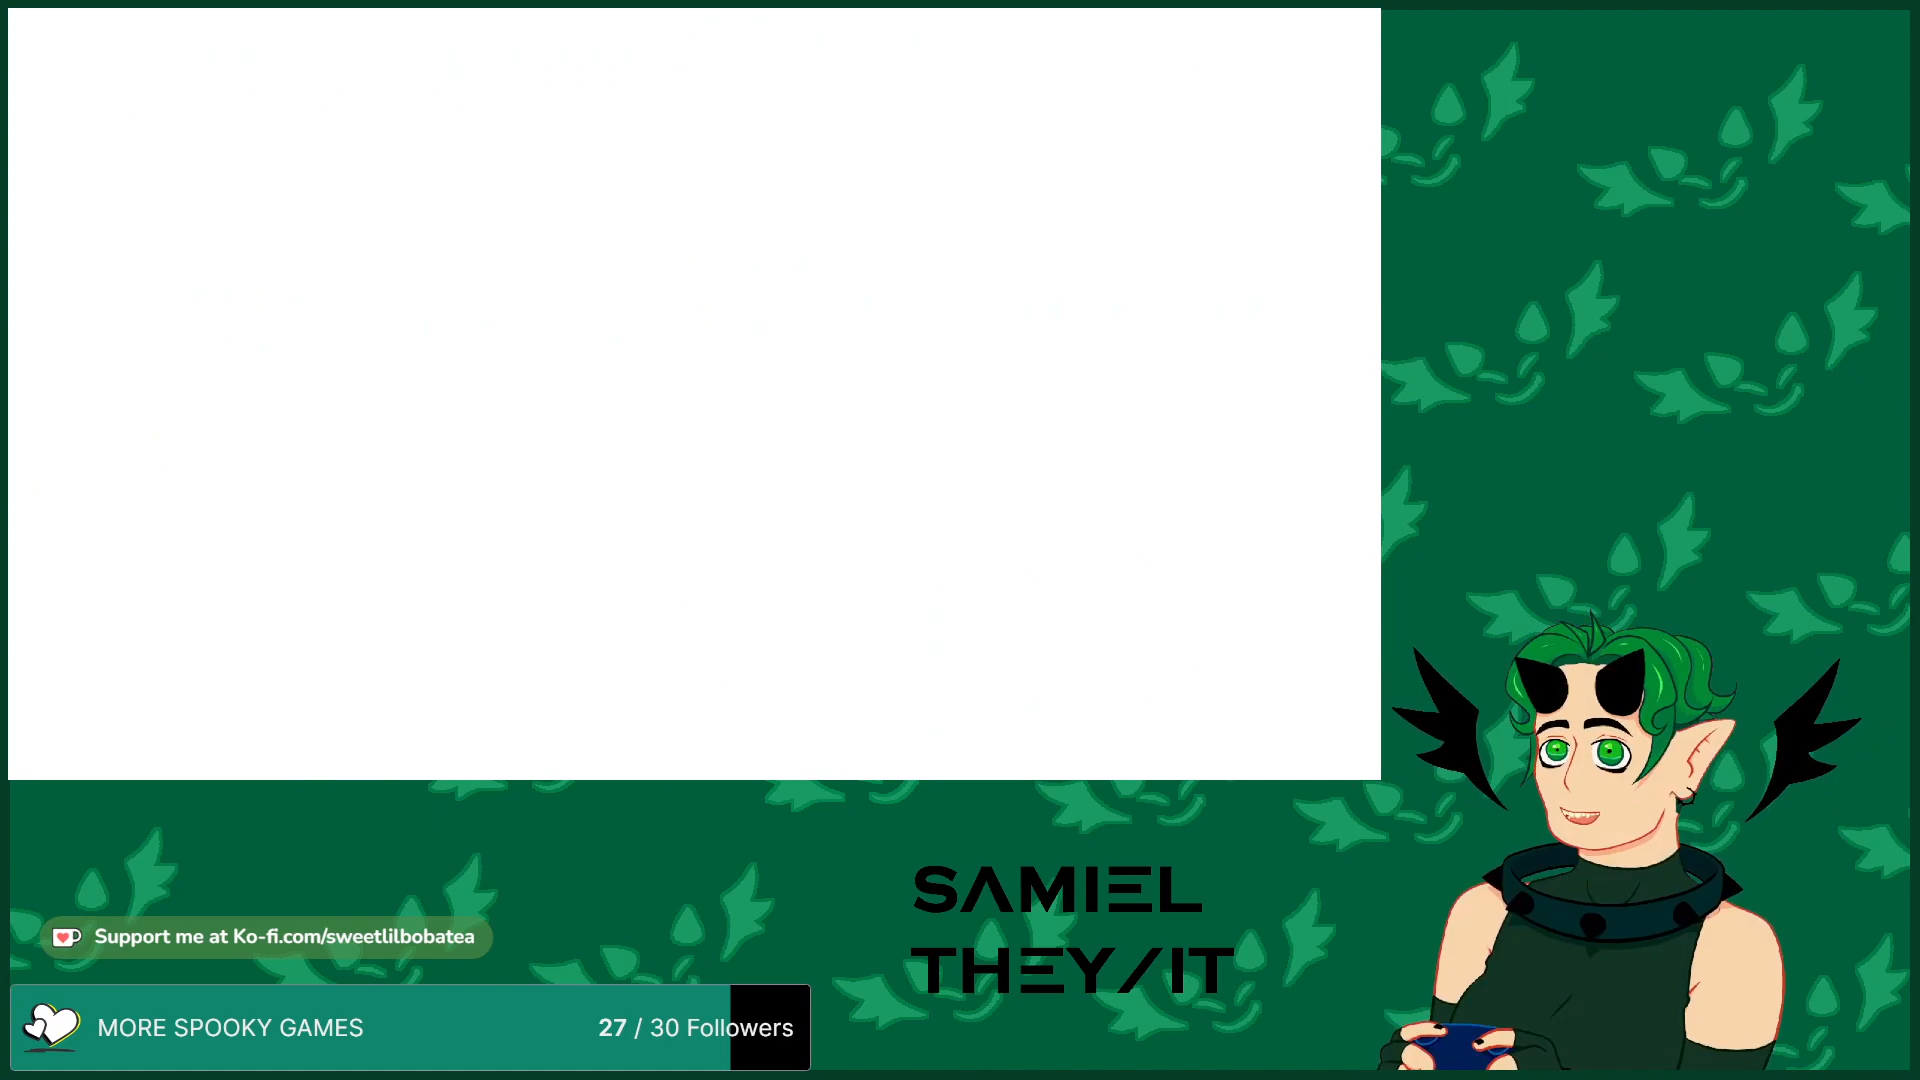 SAMIEL
THEY/IT
Support me at Ko-fi.com/sweetlilbobatea
MORE SPOOKY GAMES 27 / 30 Followers